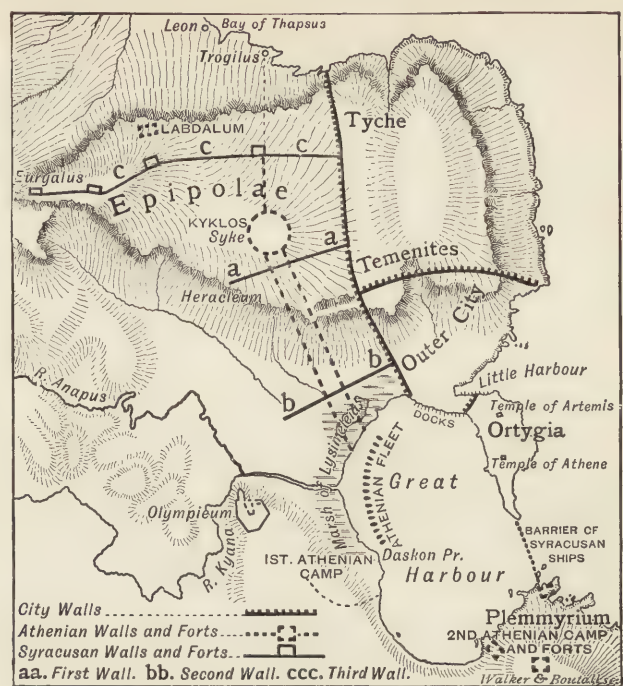 Leon
Bay of Thapsus
Trogilus
Tyche
LABDALUM
c
c
c
Euryalus
Epipolae
KYKLOS
Syke
a
a
Temenites
Heracleum
Outer City
b
b
R. Anapus
Little Harbour
DOCKS
Temple of Artemis
Ortygia
Marsh of Lysimeleia
ATHENIAN FLEET
Great
Harbour
Temple of Athene
Olympieum
R. Kyana
1ST. ATHENIAN
CAMP
Daskon Pr.
BARRIER OF
SYRACUSAN
SHIPS
Plemmyrium
2ND ATHENIAN CAMP
AND FORTS
City Walls
Athenian Walls and Forts
Syracusan Walls and Forts
aa. First Wall. bb. Second Wall. ccc. Third Wall.
Walker & Boutall sc.